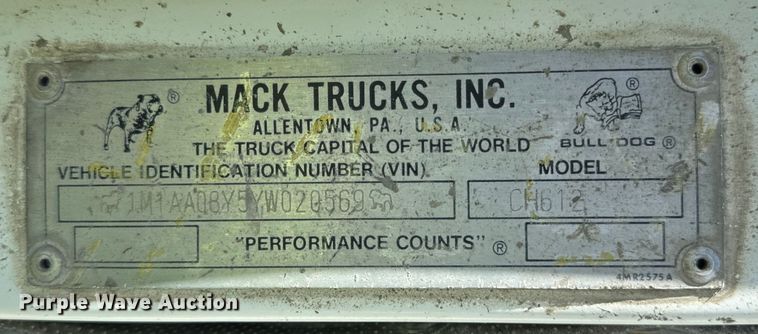 MACK TRUCKS, INC.
ALLENTOWN, PA., U.S.A.
THE TRUCK CAPITAL OF THE WORLD
BULLDOG ®
VEHICLE IDENTIFICATION NUMBER (VIN)
MODEL
1M1AA08Y5YW020569
CH612
"PERFORMANCE COUNTS" ®
4MR2575A
Purple Wave Auction